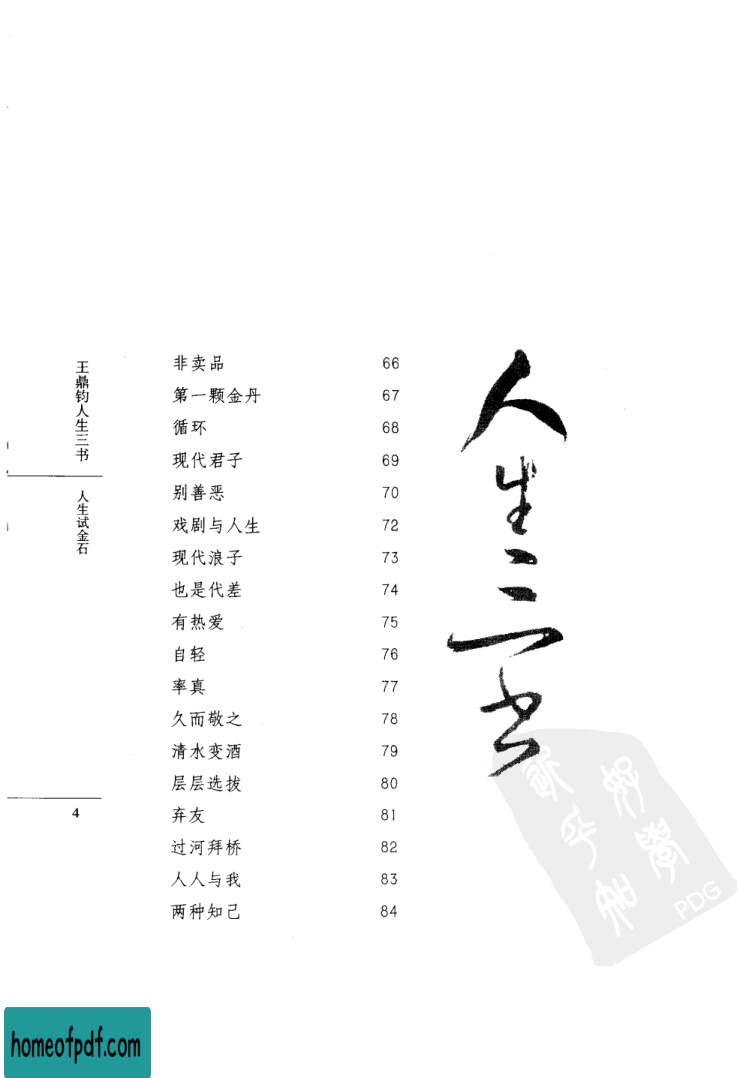 王鼎钧人生三书
人生试金石
4
非卖品 66
第一颗金丹 67
循环 68
现代君子 69
别善恶 70
戏剧与人生 72
现代浪子 73
也是代差 74
有热爱 75
自轻 76
率真 77
久而敬之 78
清水变酒 79
层层选拔 80
弃友 81
过河拜桥 82
人人与我 83
两种知己 84
人生三书
PDG
homeofpdf.com